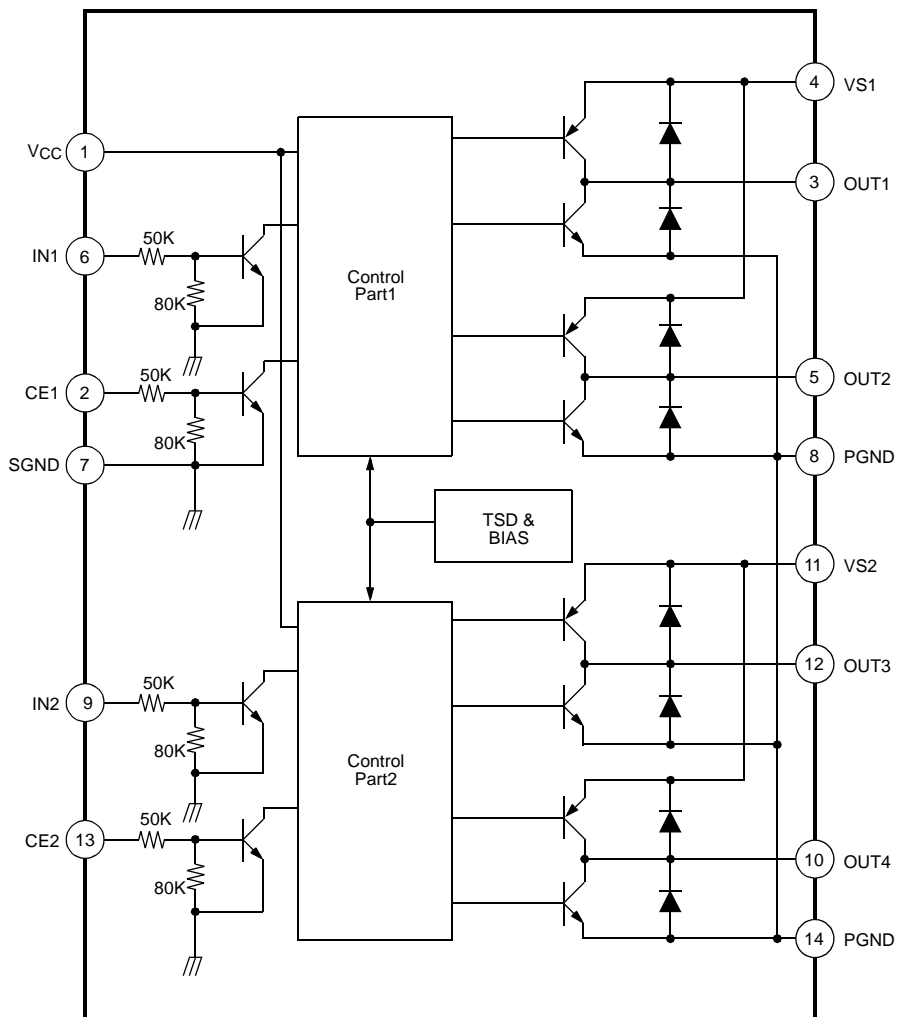 4 VS1
VCC 1
3 OUT1
50K
IN1 6
80K
Control
Part1
50K
CE1 2
5 OUT2
80K
SGND 7
8 PGND
TSD &
BIAS
11 VS2
12 OUT3
50K
IN2 9
80K
Control
Part2
50K
CE2 13
10 OUT4
80K
14 PGND